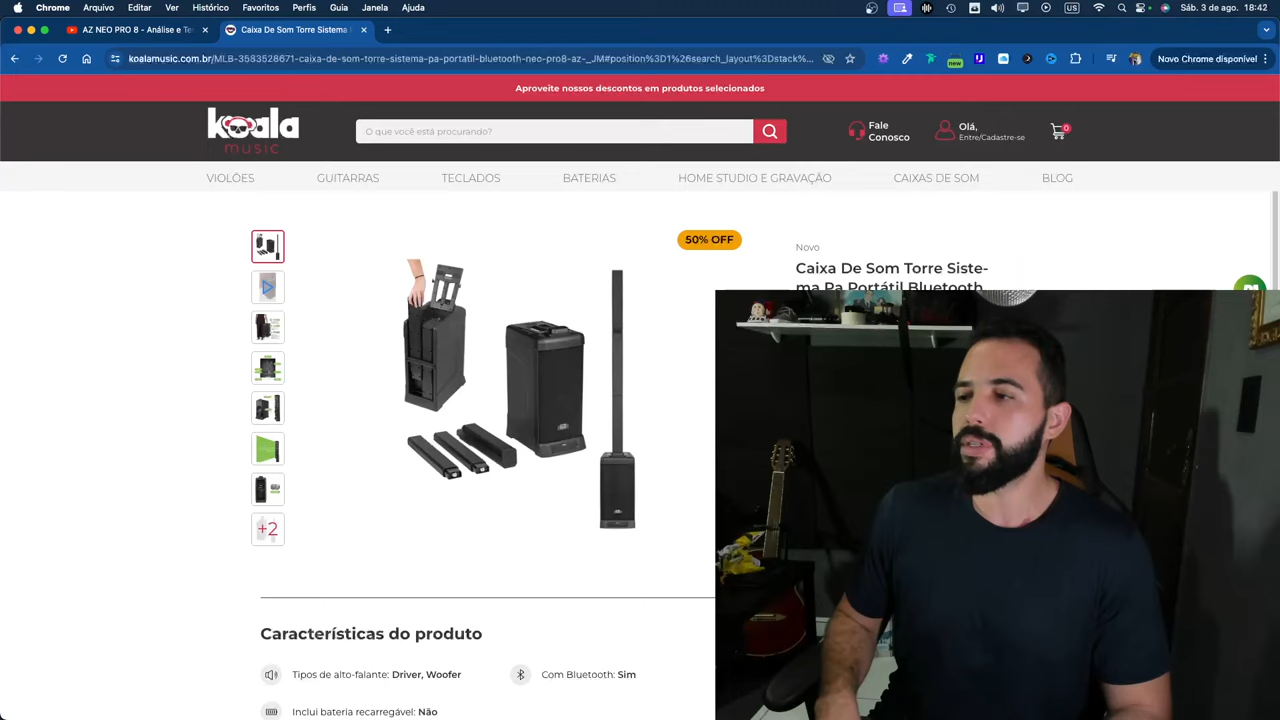 Chrome Arquivo Editar Ver Histórico Favoritos Perfis Guia Janela Ajuda
US
Sáb. 3 de ago. 18:42
AZ NEO PRO 8 - Análise e Te
Caixa De Som Torre Sistema
koalamusic.com.br/MLB-3583528671-caixa-de-som-torre-sistema-pa-portatil-bluetooth-neo-pro8-az-_JM#position%3D1%26search_layout%3Dstack%...
new
Novo Chrome disponível
Aproveite nossos descontos em produtos selecionados
koala
music
O que você está procurando?
Fale
Conosco
Olá,
Entre/Cadastre-se
0
VIOLÕES GUITARRAS TECLADOS BATERIAS HOME STUDIO E GRAVAÇÃO CAIXAS DE SOM BLOG
50% OFF
Novo
Caixa De Som Torre Siste-
ma Pa Portátil Bluetooth
+2
Características do produto
Tipos de alto-falante: Driver, Woofer
Com Bluetooth: Sim
Inclui bateria recarregável: Não